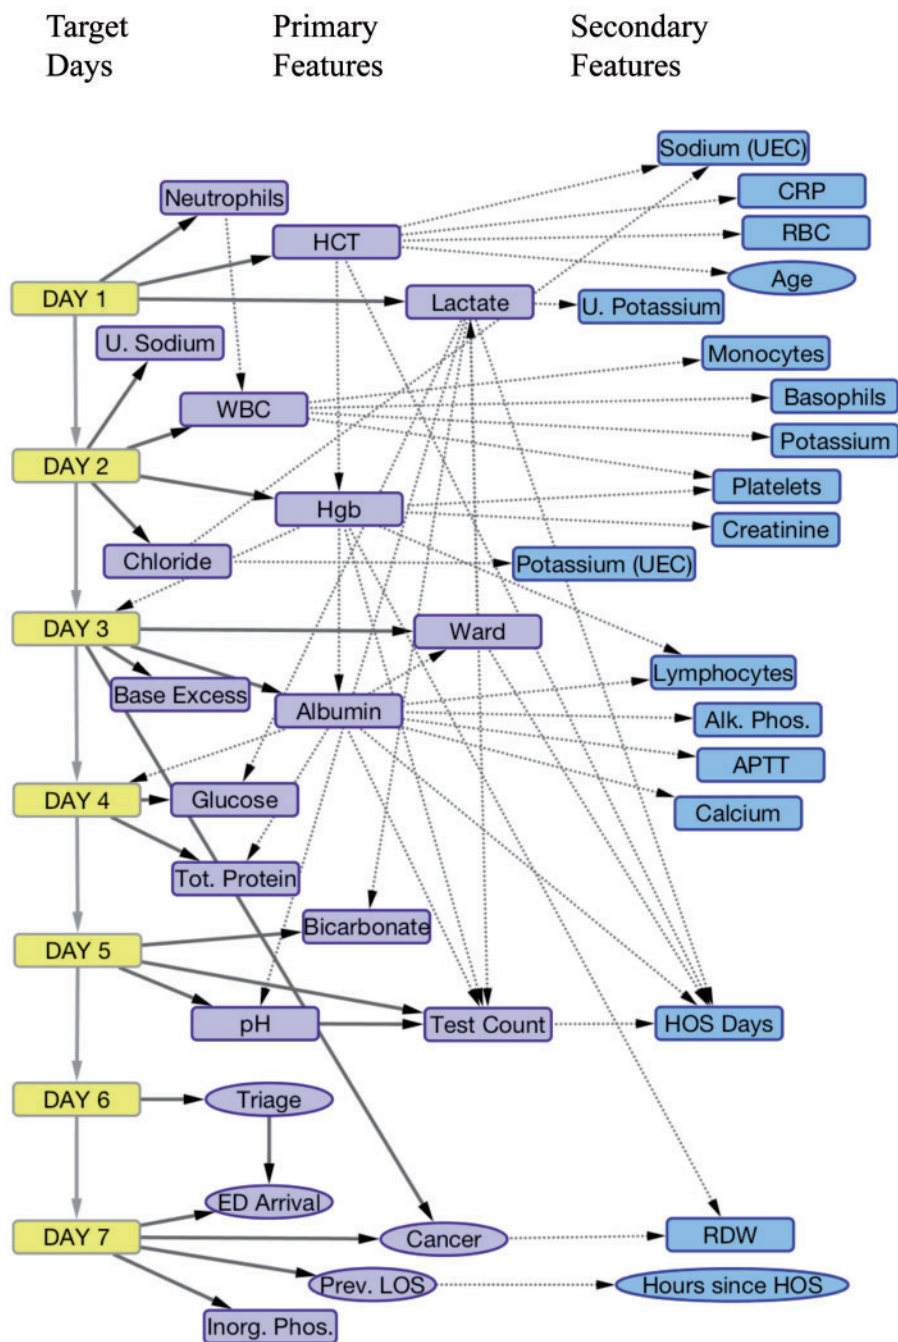 Target Days
Primary Features
Secondary Features
Sodium (UEC)
Neutrophils
CRP
HCT
RBC
Age
DAY 1
Lactate
U. Potassium
U. Sodium
Monocytes
WBC
Basophils
Potassium
DAY 2
Platelets
Hgb
Creatinine
Chloride
Potassium (UEC)
DAY 3
Ward
Lymphocytes
Base Excess
Albumin
Alk. Phos.
APTT
DAY 4
Glucose
Calcium
Tot. Protein
Bicarbonate
DAY 5
pH
Test Count
HOS Days
DAY 6
Triage
ED Arrival
DAY 7
Cancer
RDW
Prev. LOS
Hours since HOS
Inorg. Phos.